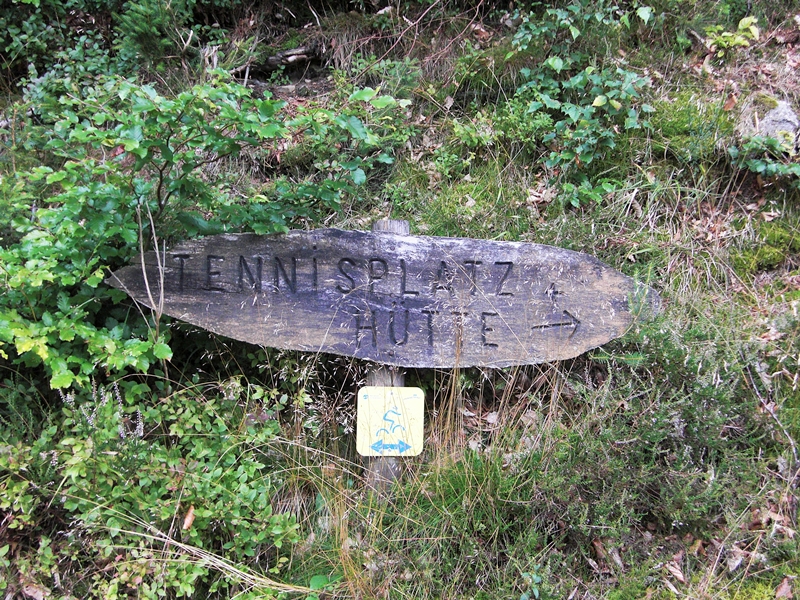 TENNISPLATZ +
HÜTTE →